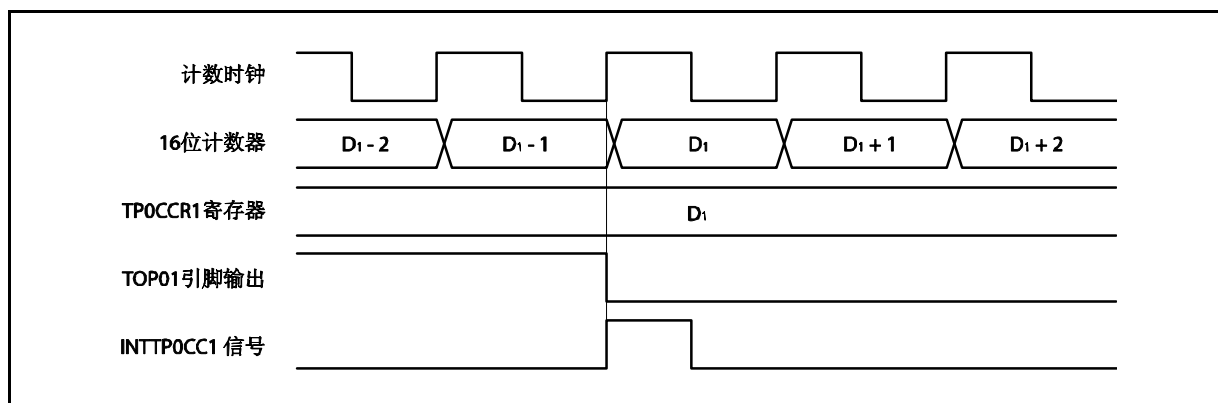 计数时钟
16位计数器 D1 - 2 D1 - 1 D1 D1 + 1 D1 + 2
TP0CCR1寄存器 D1
TOP01引脚输出
INTTP0CC1 信号